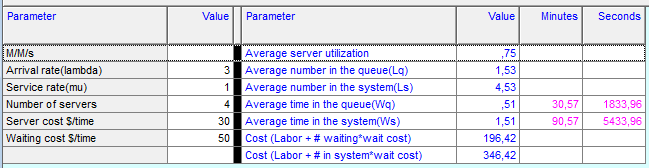 Parameter Value Parameter Value Minutes Seconds
M/M/s Average server utilization ,75
Arrival rate(lambda) 3 Average number in the queue(Lq) 1,53
Service rate(mu) 1 Average number in the system(Ls) 4,53
Number of servers 4 Average time in the queue(Wq) ,51 30,57 1833,96
Server cost $/time 30 Average time in the system(Ws) 1,51 90,57 5433,96
Waiting cost $/time 50 Cost (Labor + # waiting*wait cost) 196,42
Cost (Labor + # in system*wait cost) 346,42